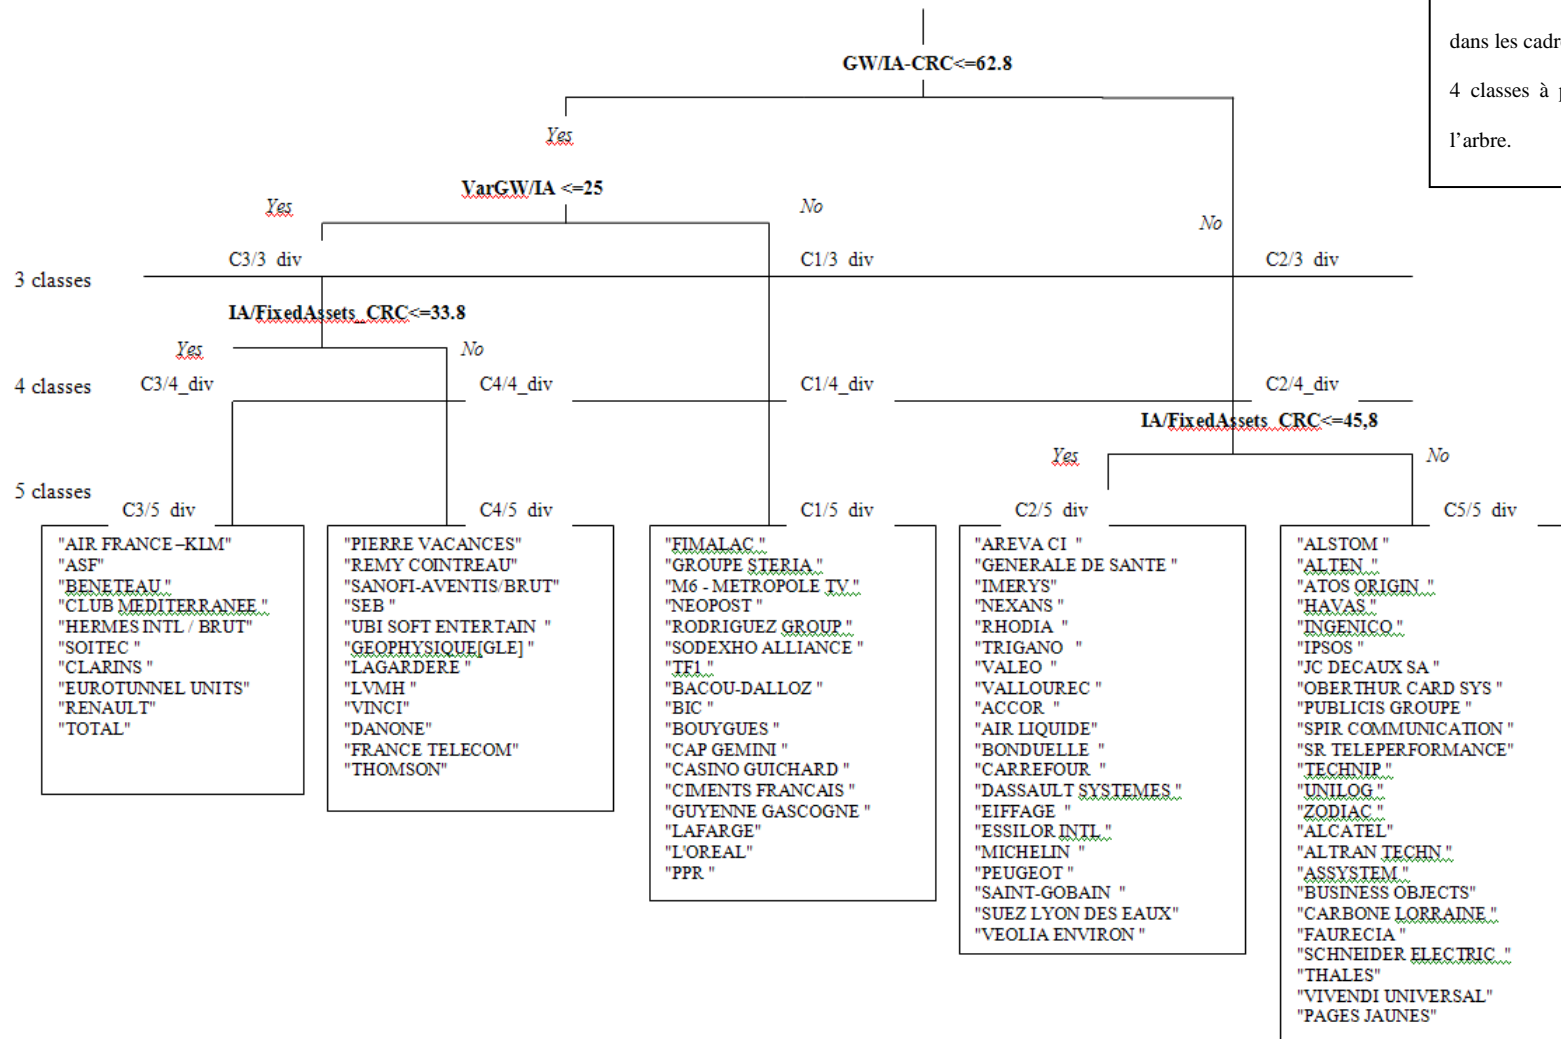 dans les cadr
4 classes à
l'arbre.
GW/IA-CRC<=62.8
Yes
VarGW/IA <=25
Yes
No
No
C3/3 div
C1/3 div
C2/3 div
3 classes
IA/FixedAssets_CRC<=33.8
Yes
No
4 classes
C3/4_div
C4/4_div
C1/4_div
C2/4_div
IA/FixedAssets_CRC<=45,8
Yes
No
5 classes
C3/5 div
C4/5 div
C1/5 div
C2/5 div
C5/5 div
"AIR FRANCE –KLM"
"ASF"
"BENETEAU "
"CLUB MEDITERRANEE "
"HERMES INTL / BRUT"
"SOITEC "
"CLARINS "
"EUROTUNNEL UNITS"
"RENAULT"
"TOTAL"
"PIERRE VACANCES"
"REMY COINTREAU"
"SANOFI-AVENTIS/BRUT"
"SEB "
"UBI SOFT ENTERTAIN "
"GEOPHYSIQUE[GLE] "
"LAGARDERE "
"LVMH "
"VINCI"
"DANONE"
"FRANCE TELECOM"
"THOMSON"
"FIMALAC "
"GROUPE STERIA "
"M6 - METROPOLE TV "
"NEOPOST "
"RODRIGUEZ GROUP "
"SODEXHO ALLIANCE "
"TF1 "
"BACOU-DALLOZ "
"BIC "
"BOUYGUES "
"CAP GEMINI "
"CASINO GUICHARD "
"CIMENTS FRANCAIS "
"GUYENNE GASCOGNE "
"LAFARGE"
"L'OREAL"
"PPR "
"AREVA CI "
"GENERALE DE SANTE "
"IMERYS"
"NEXANS "
"RHODIA "
"TRIGANO "
"VALEO "
"VALLOUREC "
"ACCOR "
"AIR LIQUIDE"
"BONDUELLE "
"CARREFOUR "
"DASSAULT SYSTEMES "
"EIFFAGE "
"ESSILOR INTL "
"MICHELIN "
"PEUGEOT "
"SAINT-GOBAIN "
"SUEZ LYON DES EAUX"
"VEOLIA ENVIRON "
"ALSTOM "
"ALTEN "
"ATOS ORIGIN "
"HAVAS "
"INGENICO "
"IPSOS "
"JC DECAUX SA "
"OBERTHUR CARD SYS "
"PUBLICIS GROUPE "
"SPIR COMMUNICATION "
"SR TELEPERFORMANCE"
"TECHNIP "
"UNILOG "
"ZODIAC "
"ALCATEL"
"ALTRAN TECHN "
"ASSYSTEM "
"BUSINESS OBJECTS"
"CARBONE LORRAINE "
"FAURECIA "
"SCHNEIDER ELECTRIC "
"THALES"
"VIVENDI UNIVERSAL"
"PAGES JAUNES"